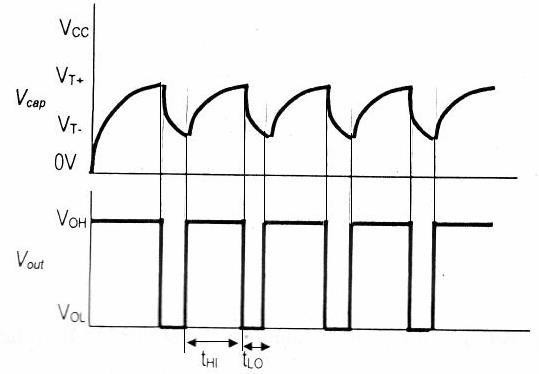 VCC
VT+
Vcap
VT-
0V
VOH
Vout
VOL
tHI
tLO